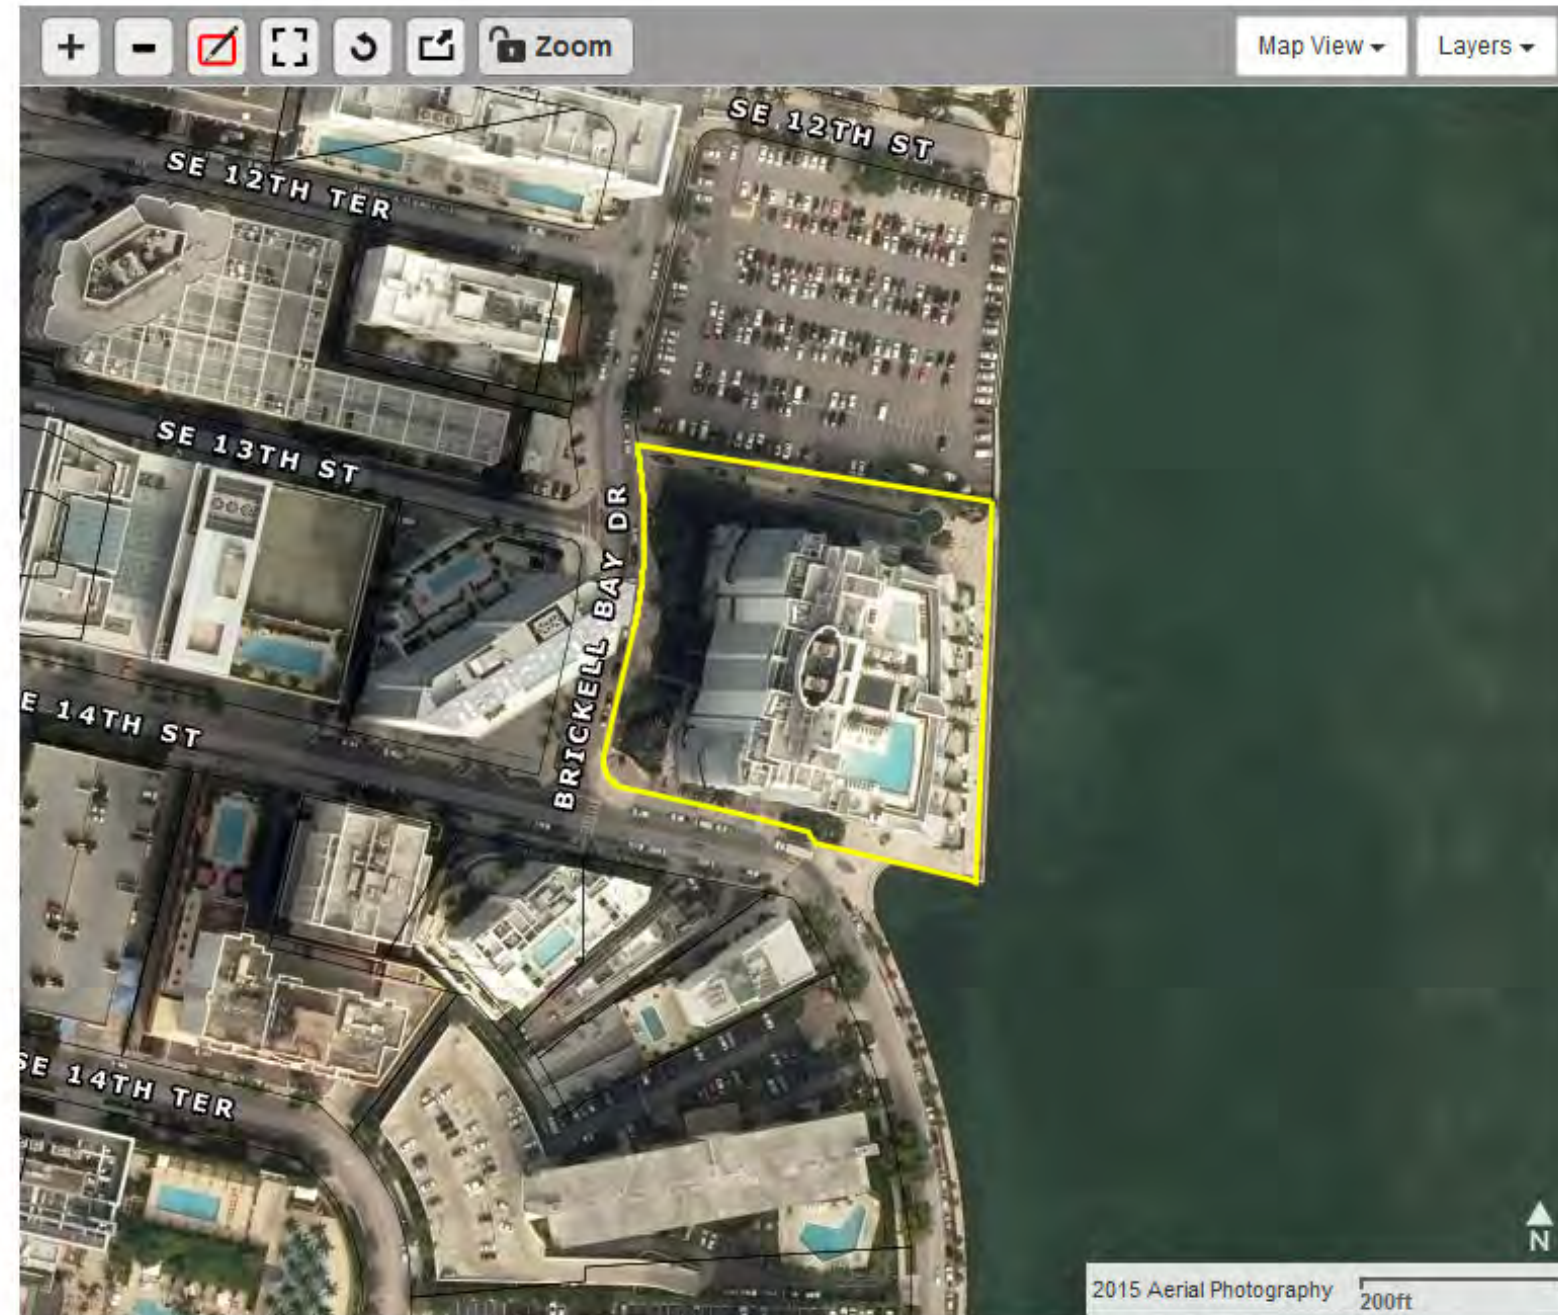 + - Zoom Map View Layers
SE 12TH ST
SE 12TH TER
SE 13TH ST
BRICKELL BAY DR
E 14TH ST
SE 14TH TER
N
2015 Aerial Photography 200ft